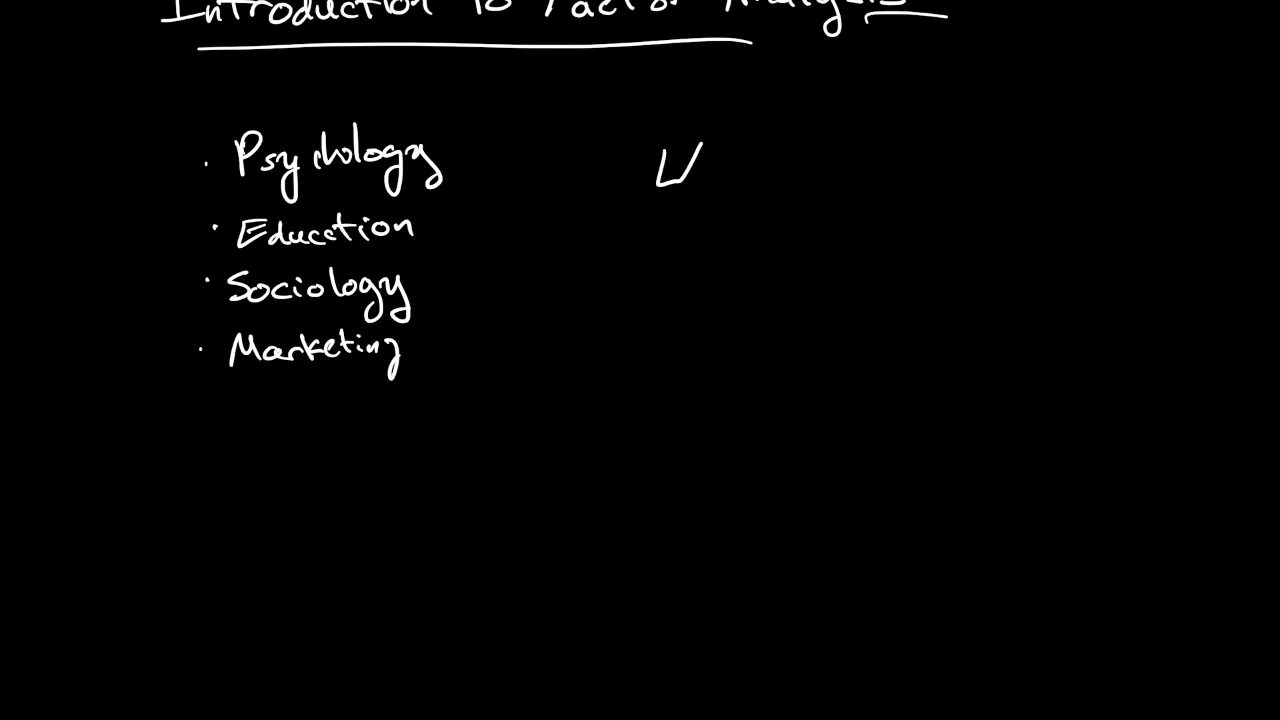 Introduction to Factor Analysis
· Psychology
· Education
· Sociology
· Marketing